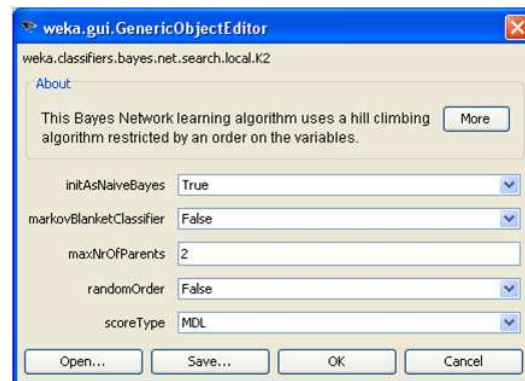 weka.gui.GenericObjectEditor
weka.classifiers.bayes.net.search.local.K2
About
This Bayes Network learning algorithm uses a hill climbing
algorithm restricted by an order on the variables.
More
initAsNaiveBayes True
markovBlanketClassifier False
maxNrOfParents 2
randomOrder False
scoreType MDL
Open... Save... OK Cancel